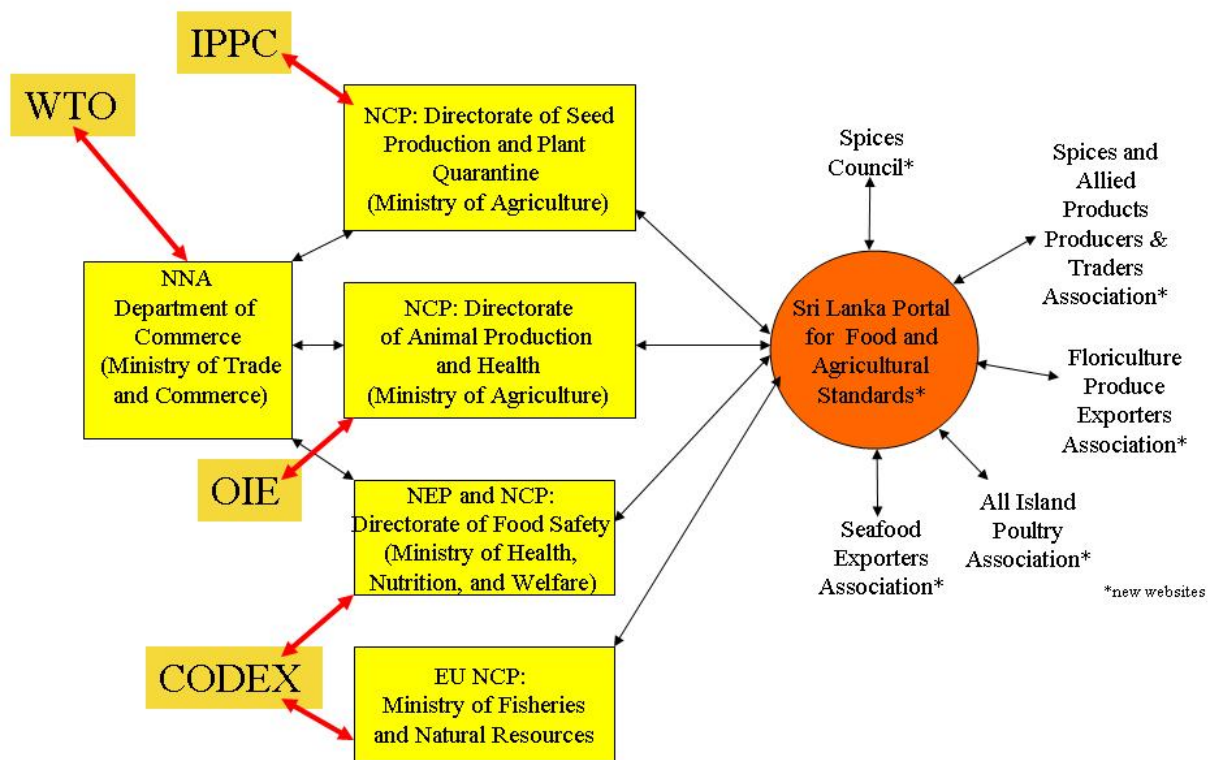 IPPC
WTO
NCP: Directorate of Seed
Production and Plant
Quarantine
(Ministry of Agriculture)
NNA
Department of
Commerce
(Ministry of Trade
and Commerce)
NCP: Directorate
of Animal Production
and Health
(Ministry of Agriculture)
OIE
NEP and NCP:
Directorate of Food Safety
(Ministry of Health,
Nutrition, and Welfare)
CODEX
EU NCP:
Ministry of Fisheries
and Natural Resources
Sri Lanka Portal
for Food and
Agricultural
Standards*
Spices
Council*
Spices and
Allied
Products
Producers &
Traders
Association*
Floriculture
Produce
Exporters
Association*
All Island
Poultry
Association*
Seafood
Exporters
Association*
*new websites